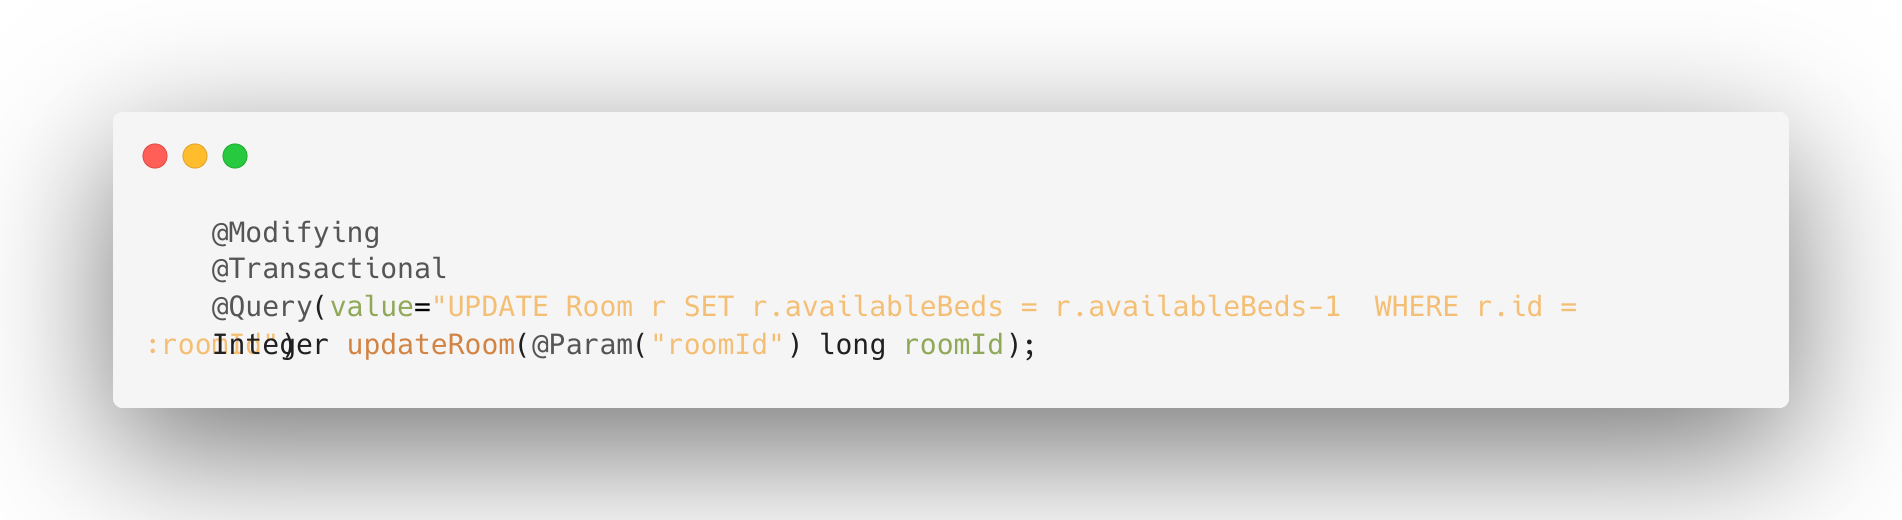 @Modifying
@Transactional
@Query(value="UPDATE Room r SET r.availableBeds = r.availableBeds-1  WHERE r.id =
:roomId")
Integer updateRoom(@Param("roomId") long roomId);